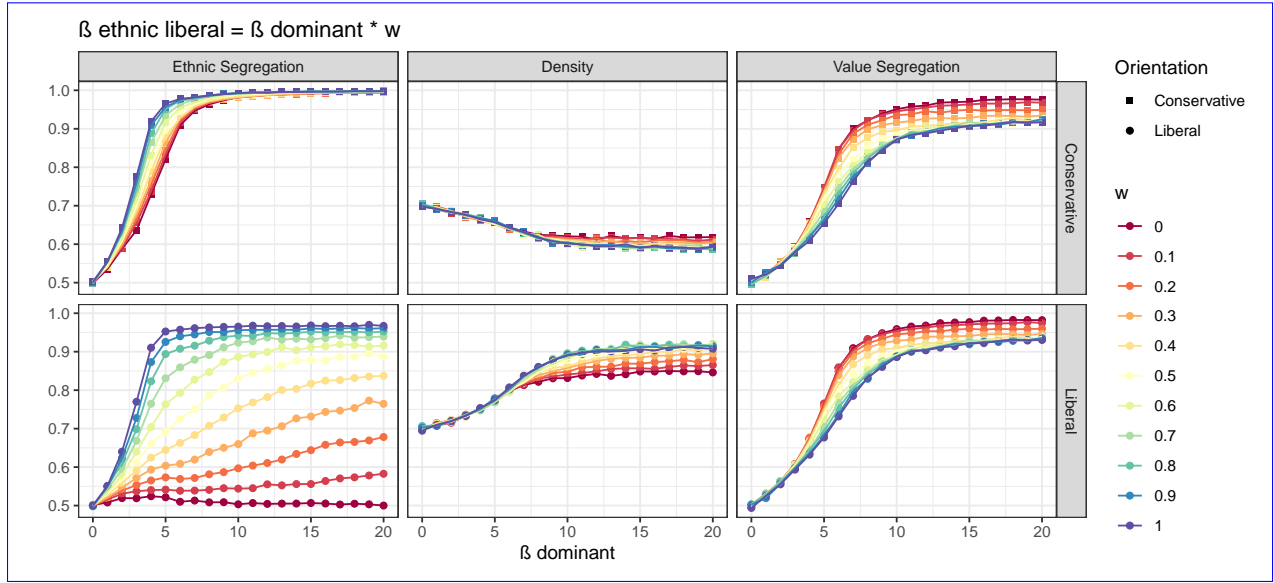 ß ethnic liberal = ß dominant * w
Ethnic Segregation
Density
Value Segregation
Conservative
Liberal
1.0
0.9
0.8
0.7
0.6
0.5
1.0
0.9
0.8
0.7
0.6
0.5
0 5 10 15 20
0 5 10 15 20
0 5 10 15 20
ß dominant
Orientation
Conservative
Liberal
w
0
0.1
0.2
0.3
0.4
0.5
0.6
0.7
0.8
0.9
1